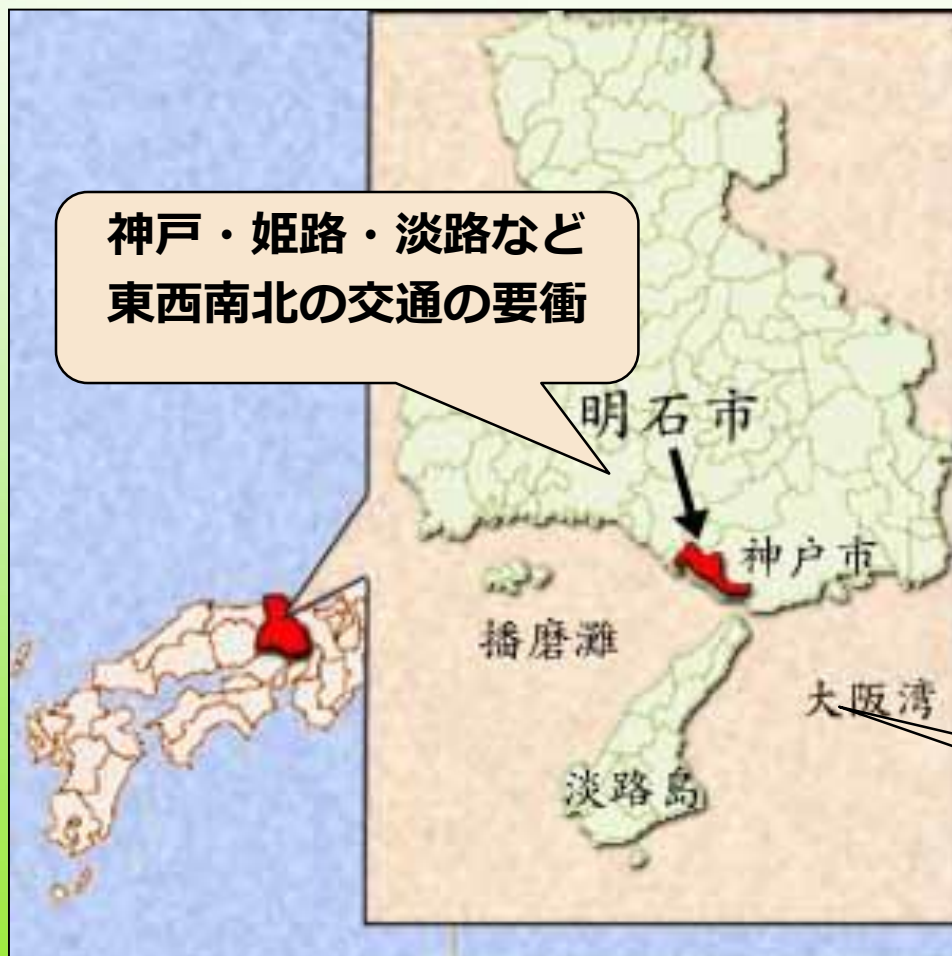 神戸・姫路・淡路など
東西南北の交通の要衝
明石市
神戸市
播磨灘
大阪湾
淡路島